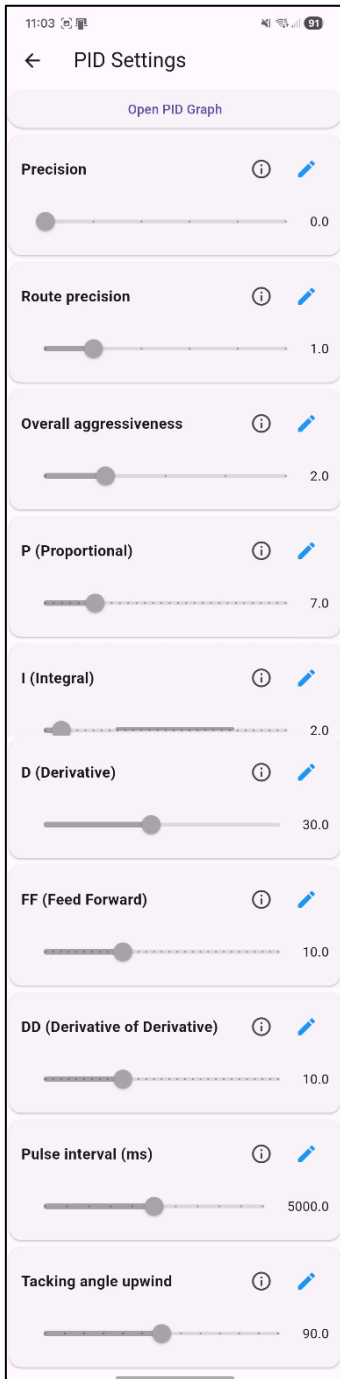 11:03 91
PID Settings
Open PID Graph
Precision
0.0
Route precision
1.0
Overall aggressiveness
2.0
P (Proportional)
7.0
I (Integral)
2.0
D (Derivative)
30.0
FF (Feed Forward)
10.0
DD (Derivative of Derivative)
10.0
Pulse interval (ms)
5000.0
Tacking angle upwind
90.0